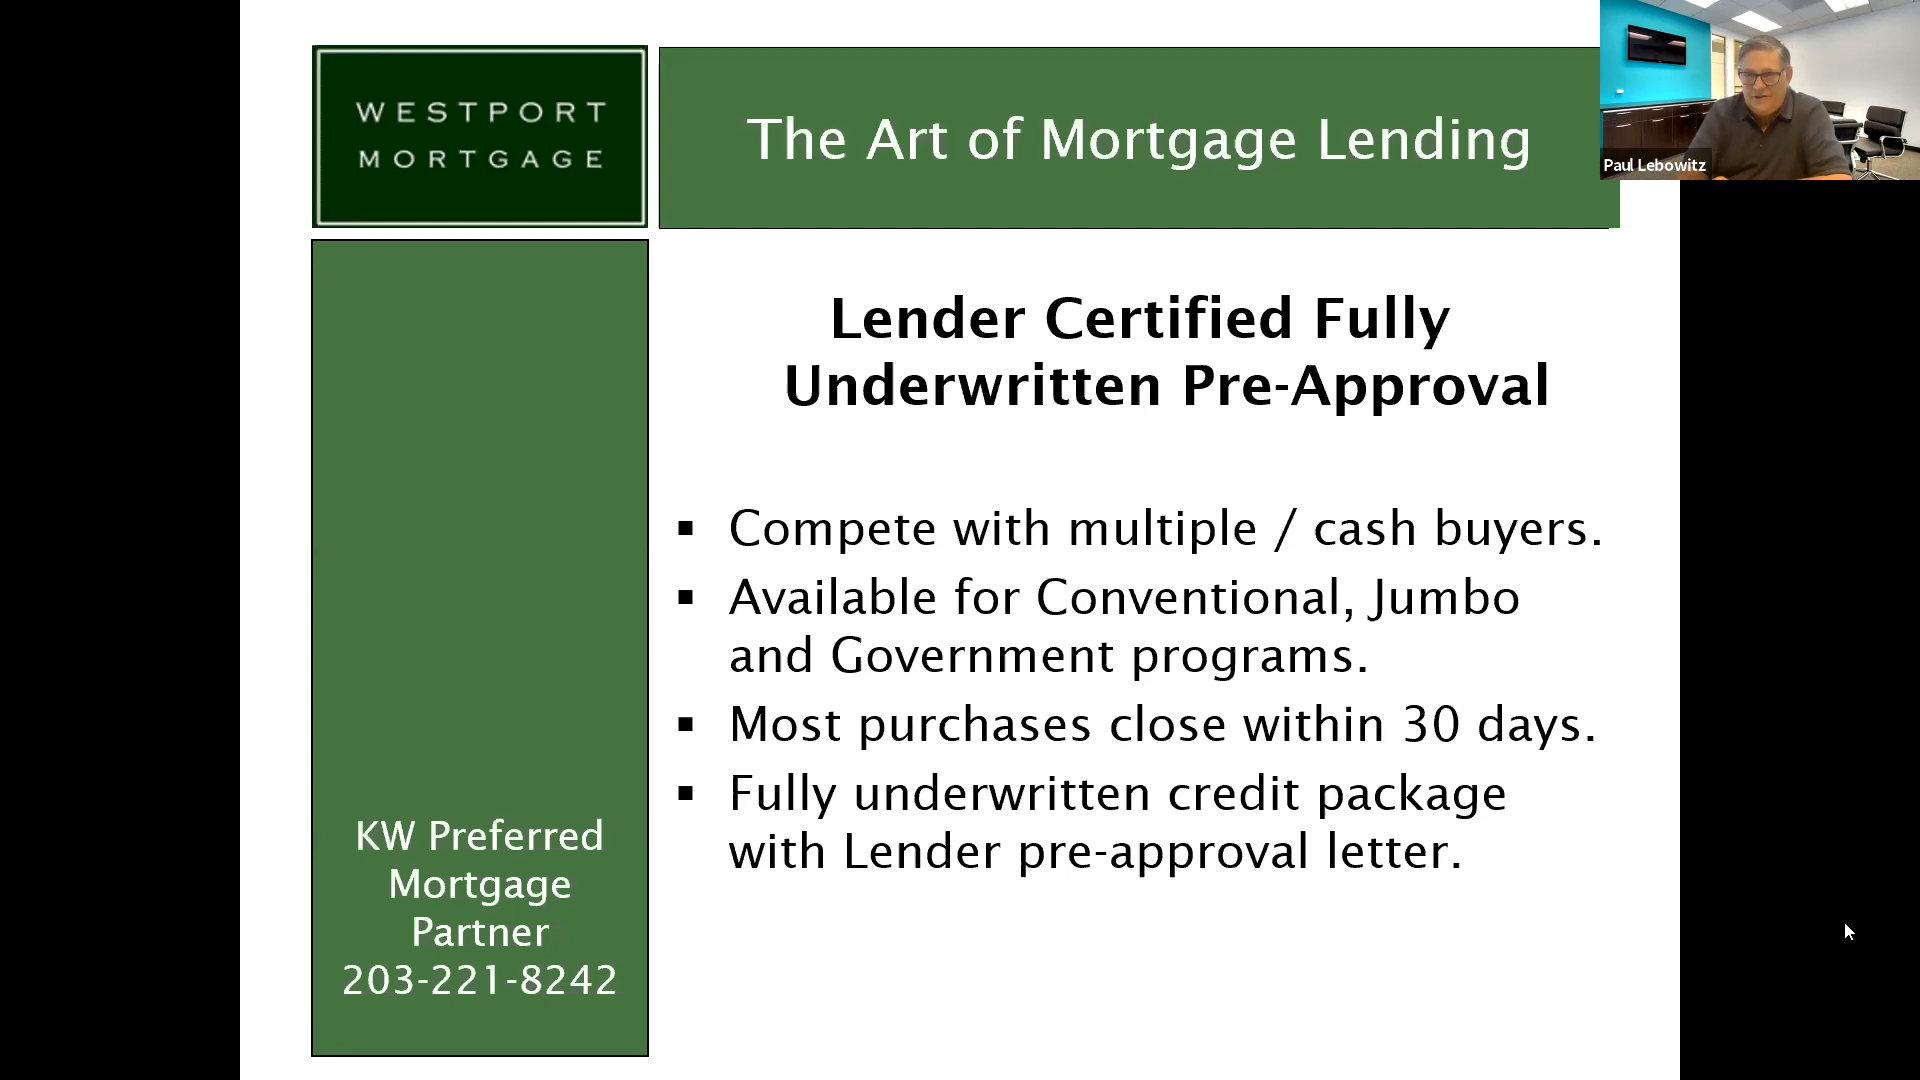 WESTPORT
MORTGAGE
The Art of Mortgage Lending
Paul Lebowitz
Lender Certified Fully
Underwritten Pre-Approval
▪ Compete with multiple / cash buyers.
▪ Available for Conventional, Jumbo
and Government programs.
▪ Most purchases close within 30 days.
▪ Fully underwritten credit package
with Lender pre-approval letter.
KW Preferred
Mortgage
Partner
203-221-8242